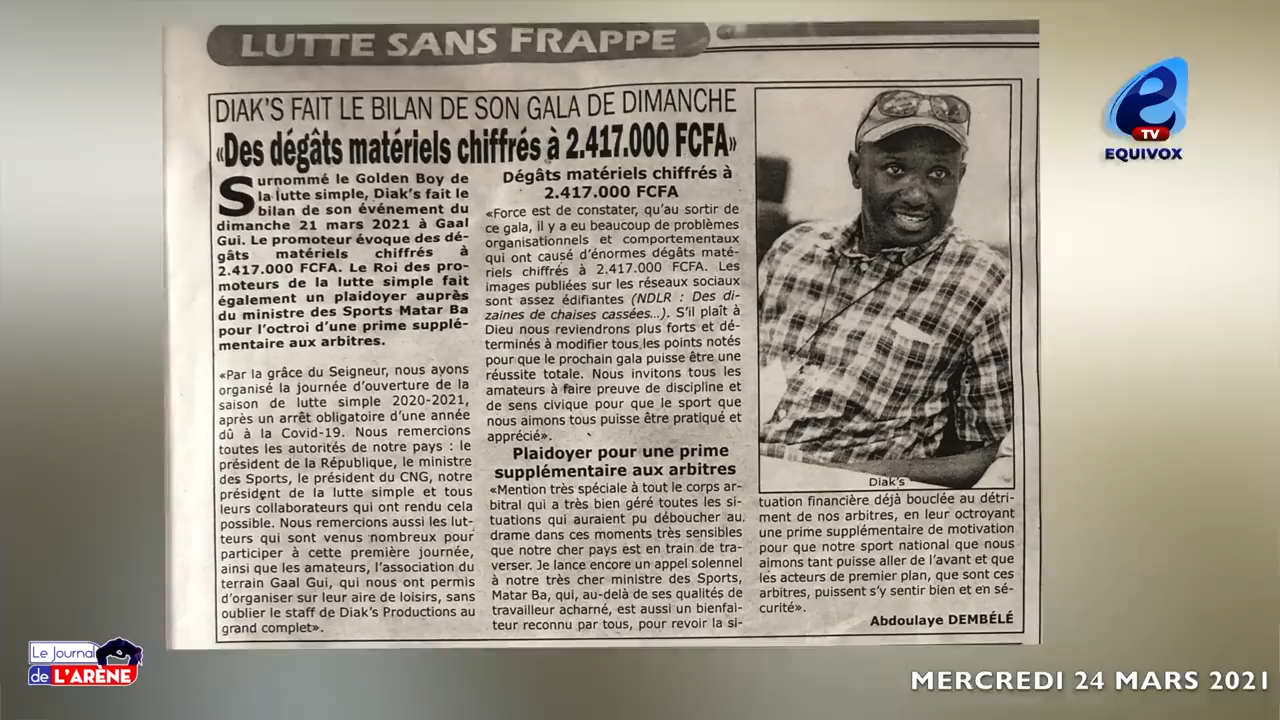 LUTTE SANS FRAPPE
DIAK'S FAIT LE BILAN DE SON GALA DE DIMANCHE
«Des dégâts matériels chiffrés à 2.417.000 FCFA»
Surnommé le Golden Boy de
la lutte simple, Diak's fait le
bilan de son événement du
dimanche 21 mars 2021 à Gaal
Gui. Le promoteur évoque des dé-
gâts matériels chiffrés à
2.417.000 FCFA. Le Roi des pro-
moteurs de la lutte simple fait
également un plaidoyer auprès
du ministre des Sports Matar Ba
pour l'octroi d'une prime supplé-
mentaire aux arbitres.
«Par la grâce du Seigneur, nous ayons
organisé la journée d'ouverture de la
saison de lutte simple 2020-2021,
après un arrêt obligatoire d'une année
dû à la Covid-19. Nous remercions
toutes les autorités de notre pays : le
président de la République, le ministre
des Sports, le président du CNG, notre
président de la lutte simple et tous
leurs collaborateurs qui ont rendu cela
possible. Nous remercions aussi les lut-
teurs qui sont venus nombreux pour
participer à cette première journée,
ainsi que les amateurs, l'association du
terrain Gaal Gui, qui nous ont permis
d'organiser sur leur aire de loisirs, sans
oublier le staff de Diak's Productions au
grand complet».
Dégâts matériels chiffrés à
2.417.000 FCFA
«Force est de constater, qu'au sortir de
ce gala, il y a eu beaucoup de problèmes
organisationnels et comportementaux
qui ont causé d'énormes dégâts maté-
riels chiffrés à 2.417.000 FCFA. Les
images publiées sur les réseaux sociaux
sont assez édifiantes (NDLR : Des di-
zaines de chaises cassées...). S'il plaît à
Dieu nous reviendrons plus forts et dé-
terminés à modifier tous les points notés
pour que le prochain gala puisse être une
réussite totale. Nous invitons tous les
amateurs à faire preuve de discipline et
de sens civique pour que le sport que
nous aimons tous puisse être pratiqué et
apprécié».
Plaidoyer pour une prime
supplémentaire aux arbitres
«Mention très spéciale à tout le corps ar-
bitral qui a très bien géré toutes les si-
tuations qui auraient pu déboucher au
drame dans ces moments très sensibles
que notre cher pays est en train de tra-
verser. Je lance encore un appel solennel
à notre très cher ministre des Sports,
Matar Ba, qui, au-delà de ses qualités de
travailleur acharné, est aussi un bienfai-
teur reconnu par tous, pour revoir la si-
Diak's
tuation financière déjà bouclée au détri-
ment de nos arbitres, en leur octroyant
une prime supplémentaire de motivation
pour que notre sport national que nous
aimons tant puisse aller de l'avant et que
les acteurs de premier plan, que sont ces
arbitres, puissent s'y sentir bien et en sé-
curité».
Abdoulaye DEMBÉLÉ
e
TV
EQUIVOX
Le Journal
de L'ARÈNE
MERCREDI 24 MARS 2021